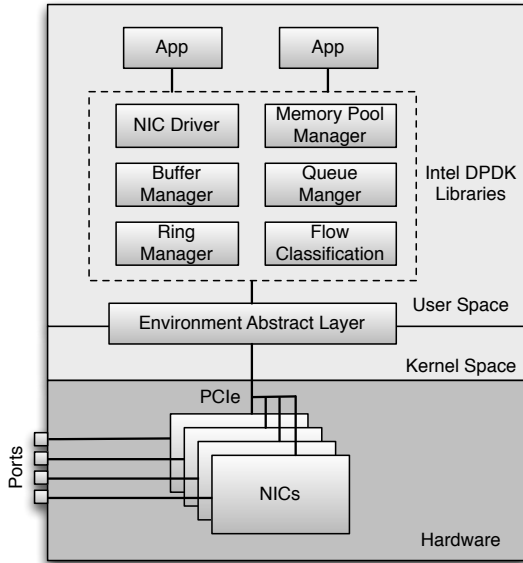 App
App
NIC Driver
Memory Pool
Manager
Buffer
Manager
Queue
Manger
Ring
Manager
Flow
Classification
Intel DPDK
Libraries
User Space
Environment Abstract Layer
Kernel Space
PCIe
Ports
NICs
Hardware